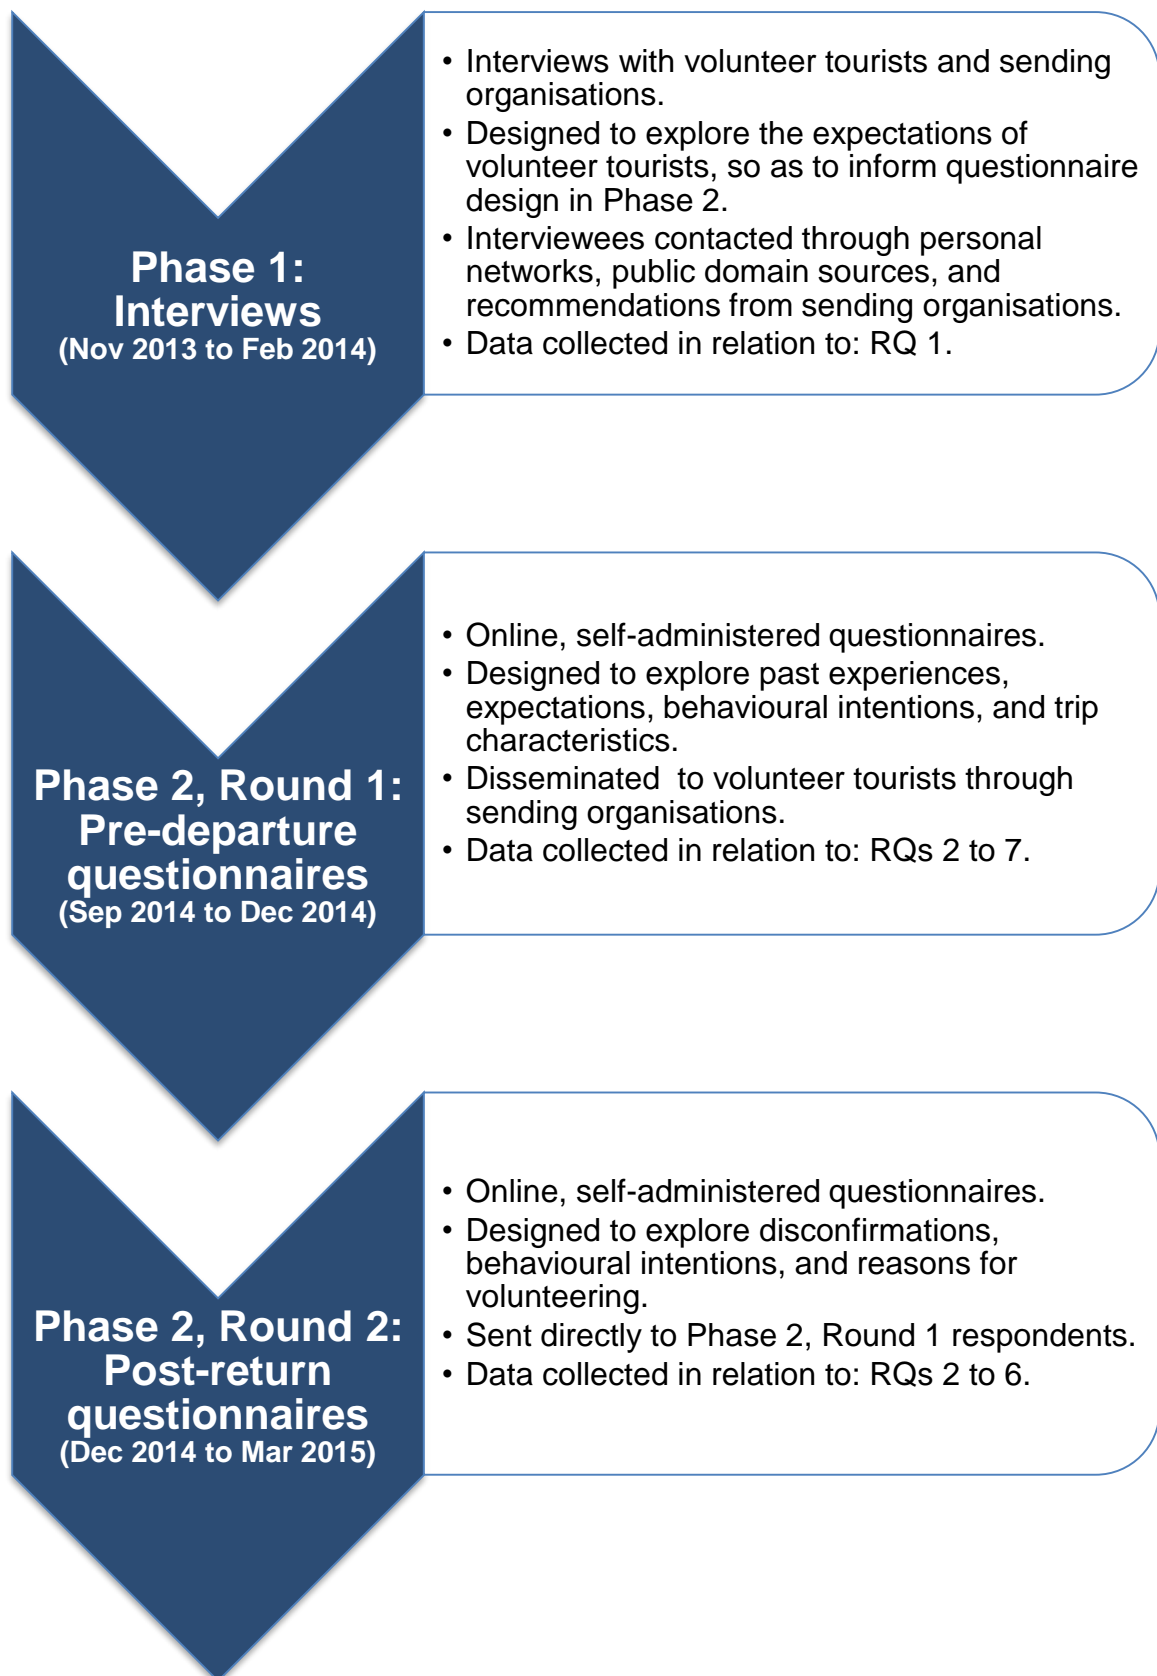 Phase 1:
Interviews
(Nov 2013 to Feb 2014)
• Interviews with volunteer tourists and sending
organisations.
• Designed to explore the expectations of
volunteer tourists, so as to inform questionnaire
design in Phase 2.
• Interviewees contacted through personal
networks, public domain sources, and
recommendations from sending organisations.
• Data collected in relation to: RQ 1.
Phase 2, Round 1:
Pre-departure
questionnaires
(Sep 2014 to Dec 2014)
• Online, self-administered questionnaires.
• Designed to explore past experiences,
expectations, behavioural intentions, and trip
characteristics.
• Disseminated  to volunteer tourists through
sending organisations.
• Data collected in relation to: RQs 2 to 7.
Phase 2, Round 2:
Post-return
questionnaires
(Dec 2014 to Mar 2015)
• Online, self-administered questionnaires.
• Designed to explore disconfirmations,
behavioural intentions, and reasons for
volunteering.
• Sent directly to Phase 2, Round 1 respondents.
• Data collected in relation to: RQs 2 to 6.